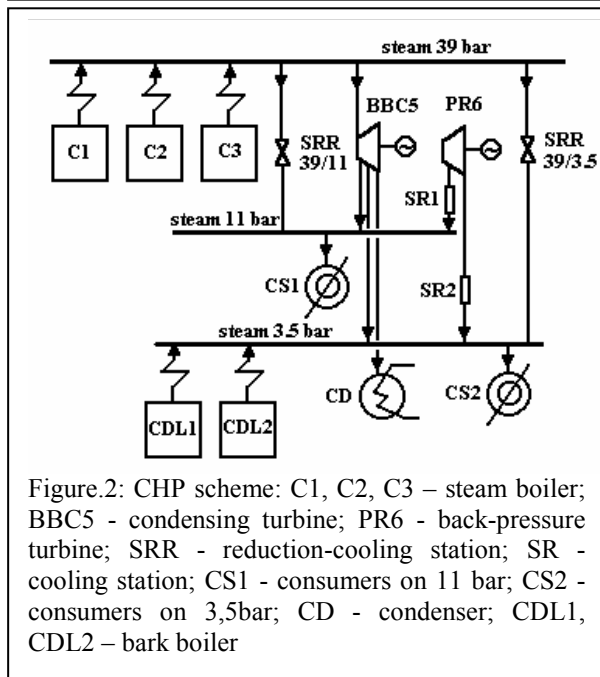 steam 39 bar
BBC5
PR6
C1
C2
C3
SRR
39/11
SRR
39/3.5
SR1
steam 11 bar
CS1
SR2
steam 3.5 bar
CDL1
CDL2
CD
CS2
Figure.2: CHP scheme: C1, C2, C3 – steam boiler;
BBC5 - condensing turbine; PR6 - back-pressure
turbine; SRR - reduction-cooling station; SR -
cooling station; CS1 - consumers on 11 bar; CS2 -
consumers on 3,5bar; CD - condenser; CDL1,
CDL2 – bark boiler